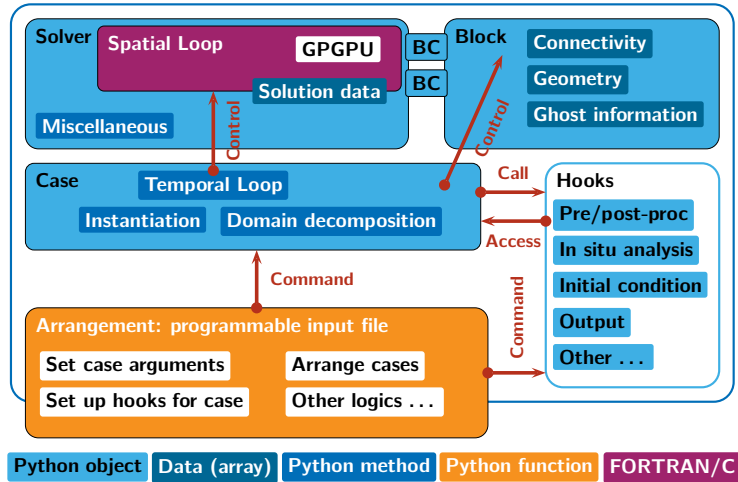 Solver
Spatial Loop
GPGPU
Solution data
Miscellaneous
BC
BC
Block
Connectivity
Geometry
Ghost information
Control
Control
Case
Temporal Loop
Instantiation
Domain decomposition
Call
Access
Hooks
Pre/post-proc
In situ analysis
Initial condition
Output
Other ...
Command
Command
Arrangement: programmable input file
Set case arguments
Arrange cases
Set up hooks for case
Other logics ...
Python object
Data (array)
Python method
Python function
FORTRAN/C